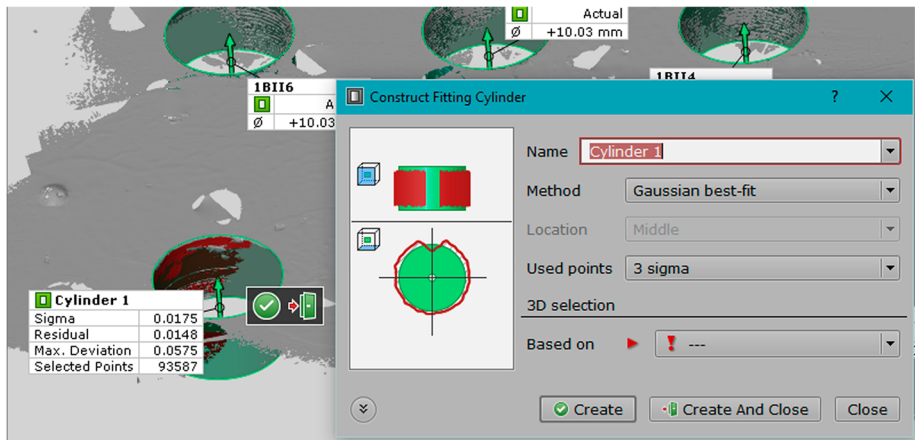 Actual
Ø +10.03 mm
1BII6
A
Ø +10.03
1BII4
Construct Fitting Cylinder
?
Name Cylinder 1
Method Gaussian best-fit
Location Middle
Used points 3 sigma
3D selection
Based on ---
Create
Create And Close
Close
Cylinder 1
Sigma 0.0175
Residual 0.0148
Max. Deviation 0.0575
Selected Points 93587